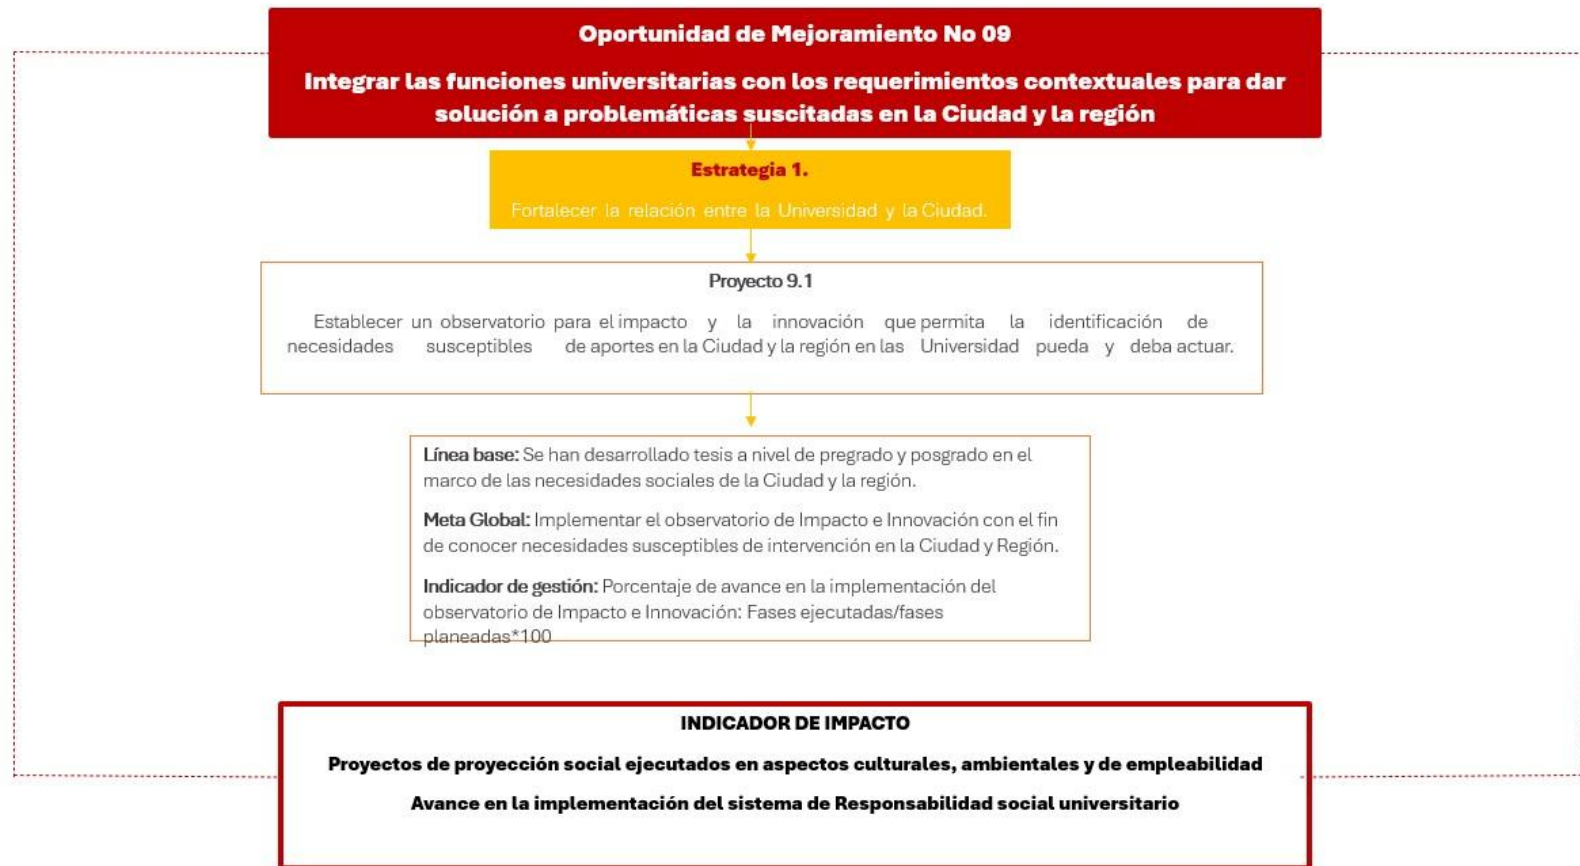 Oportunidad de Mejoramiento No 09
Integrar las funciones universitarias con los requerimientos contextuales para dar
solución a problemáticas suscitadas en la Ciudad y la región
Estrategia 1.
Fortalecer la relación entre la Universidad y la Ciudad.
Proyecto 9.1
Establecer un observatorio para el impacto y la innovación que permita la identificación de
necesidades susceptibles de aportes en la Ciudad y la región en las Universidad pueda y deba actuar.
Línea base: Se han desarrollado tesis a nivel de pregrado y posgrado en el
marco de las necesidades sociales de la Ciudad y la región.
Meta Global: Implementar el observatorio de Impacto e Innovación con el fin
de conocer necesidades susceptibles de intervención en la Ciudad y Región.
Indicador de gestión: Porcentaje de avance en la implementación del
observatorio de Impacto e Innovación: Fases ejecutadas/fases
planeadas*100
INDICADOR DE IMPACTO
Proyectos de proyección social ejecutados en aspectos culturales, ambientales y de empleabilidad
Avance en la implementación del sistema de Responsabilidad social universitario